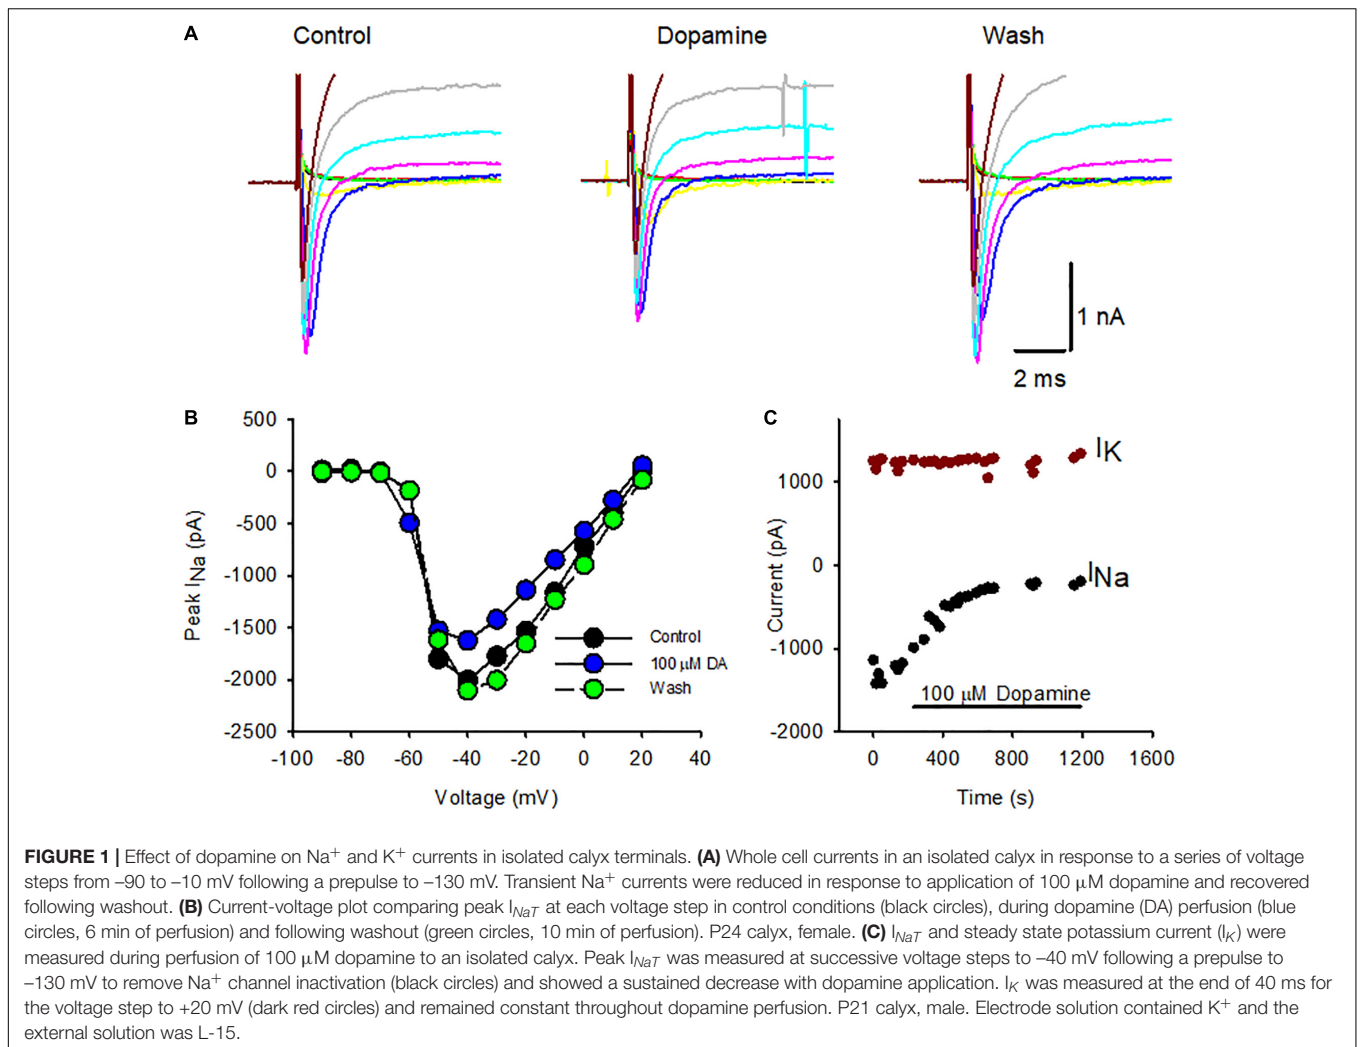 A
Control
Dopamine
Wash
1 nA
2 ms
B
500
0
-500
-1000
-1500
-2000
-2500
Peak I_Na (pA)
-100 -80 -60 -40 -20 0 20 40
Voltage (mV)
Control
100 µM DA
Wash
C
1000
0
-1000
-2000
Current (pA)
I_K
I_Na
100 µM Dopamine
0 400 800 1200 1600
Time (s)
FIGURE 1 | Effect of dopamine on Na⁺ and K⁺ currents in isolated calyx terminals. (A) Whole cell currents in an isolated calyx in response to a series of voltage
steps from –90 to –10 mV following a prepulse to –130 mV. Transient Na⁺ currents were reduced in response to application of 100 µM dopamine and recovered
following washout. (B) Current-voltage plot comparing peak I_NaT at each voltage step in control conditions (black circles), during dopamine (DA) perfusion (blue
circles, 6 min of perfusion) and following washout (green circles, 10 min of perfusion). P24 calyx, female. (C) I_NaT and steady state potassium current (I_K) were
measured during perfusion of 100 µM dopamine to an isolated calyx. Peak I_NaT was measured at successive voltage steps to –40 mV following a prepulse to
–130 mV to remove Na⁺ channel inactivation (black circles) and showed a sustained decrease with dopamine application. I_K was measured at the end of 40 ms for
the voltage step to +20 mV (dark red circles) and remained constant throughout dopamine perfusion. P21 calyx, male. Electrode solution contained K⁺ and the
external solution was L-15.